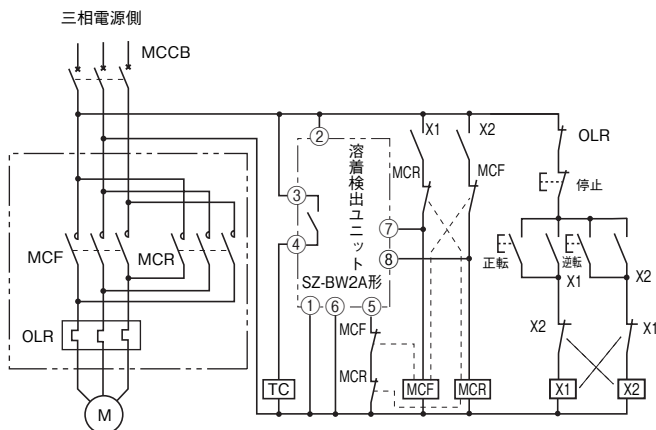 三相電源側
MCCB
X1
X2
OLR
②
MCR
MCF
停止
溶着検出ユニット
③
⑦
MCF
MCR
④
⑧
正転
逆転
X1
X2
SZ-BW2A形
①
⑥
⑤
OLR
MCF
X2
X1
MCR
TC
MCF
MCR
X1
X2
M